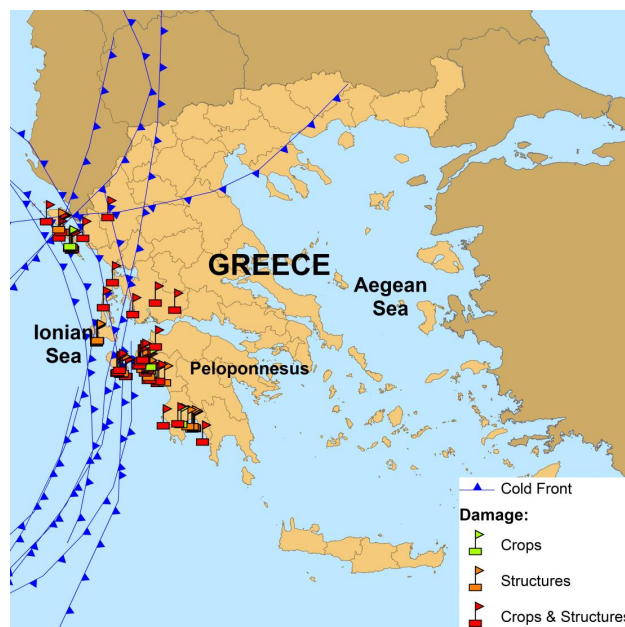 GREECE
Aegean
Sea
Ionian
Sea
Peloponnesus
Cold Front
Damage:
Crops
Structures
Crops & Structures